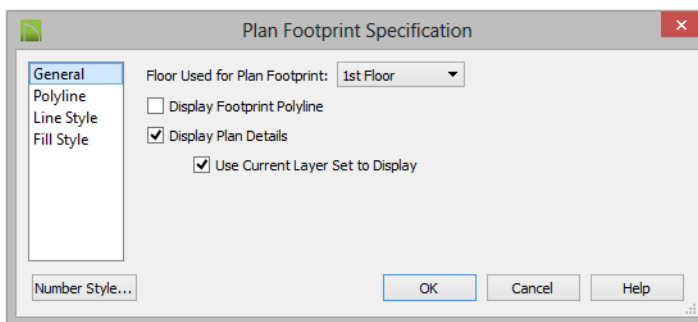 Plan Footprint Specification
General
Polyline
Line Style
Fill Style
Floor Used for Plan Footprint: 1st Floor
Display Footprint Polyline
Display Plan Details
Use Current Layer Set to Display
Number Style... OK Cancel Help